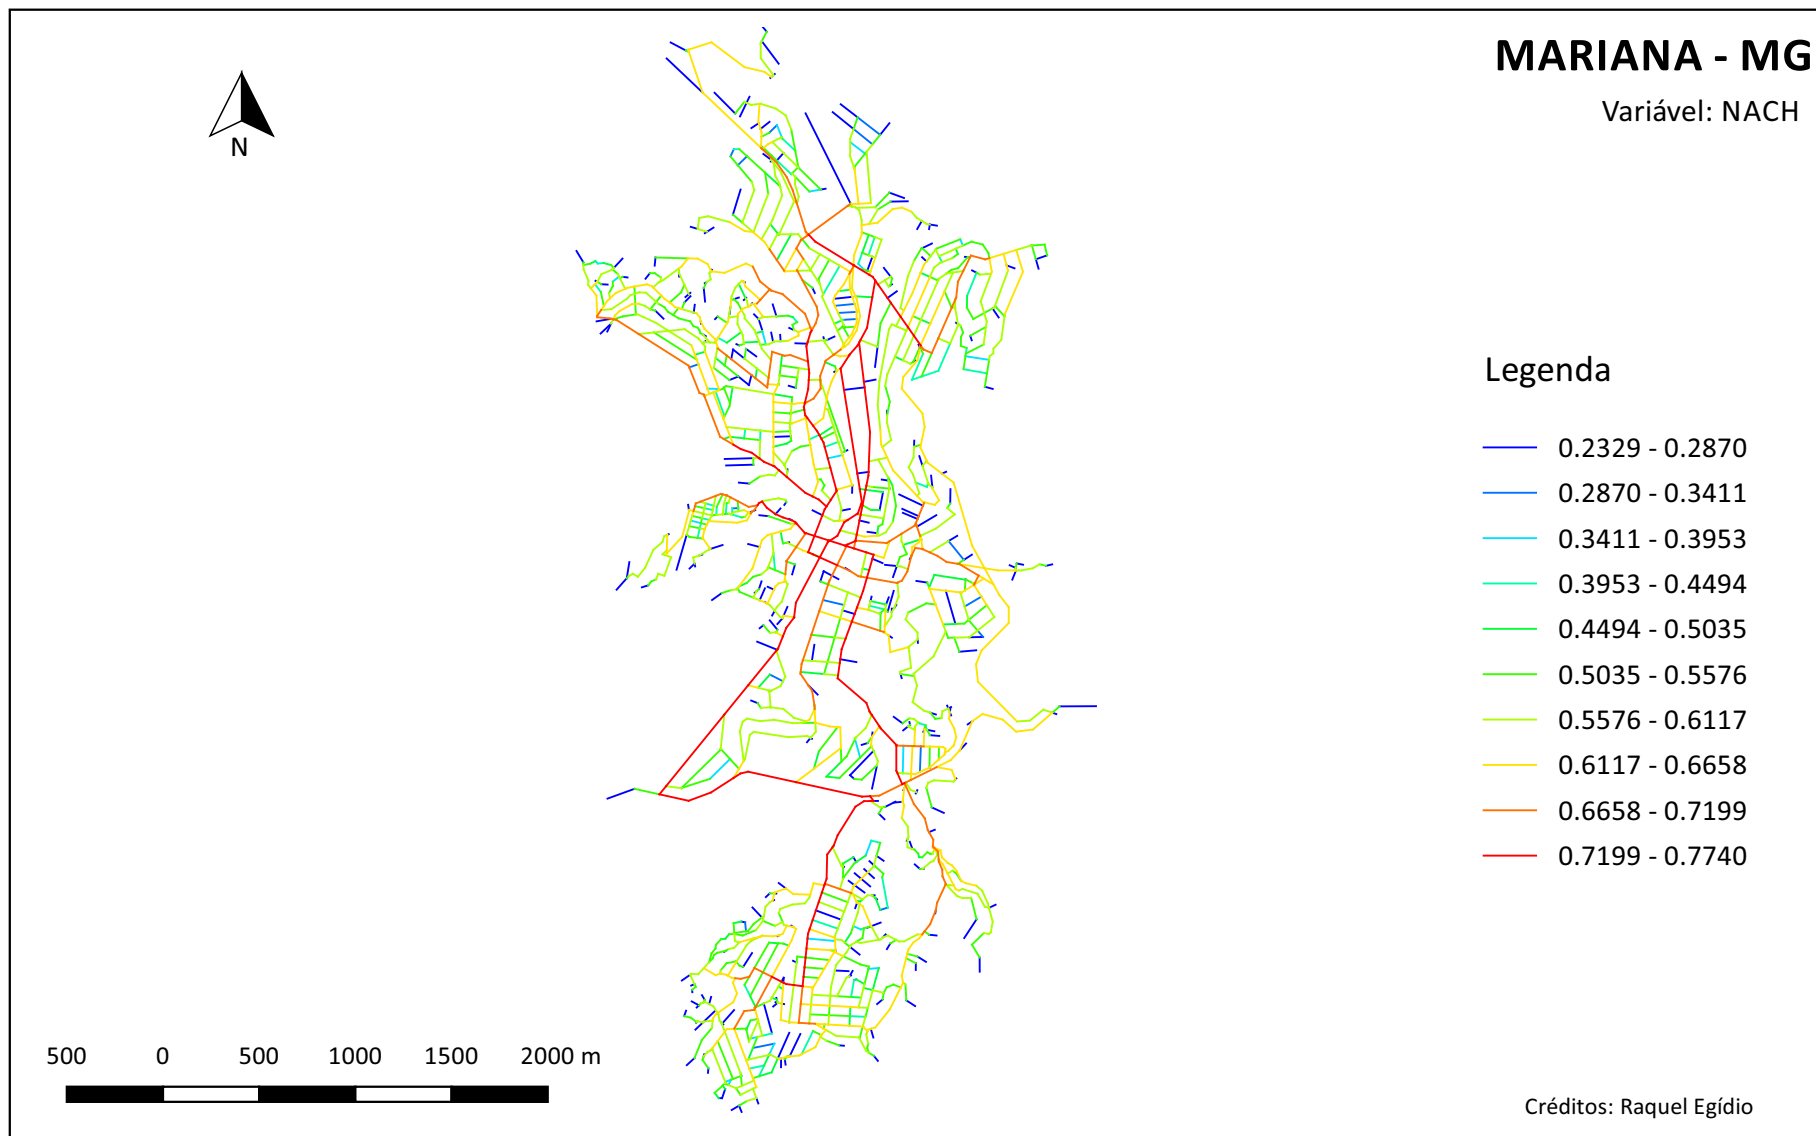 MARIANA - MG
Variável: NACH
N
Legenda
0.2329 - 0.2870
0.2870 - 0.3411
0.3411 - 0.3953
0.3953 - 0.4494
0.4494 - 0.5035
0.5035 - 0.5576
0.5576 - 0.6117
0.6117 - 0.6658
0.6658 - 0.7199
0.7199 - 0.7740
500 0 500 1000 1500 2000 m
Créditos: Raquel Egídio